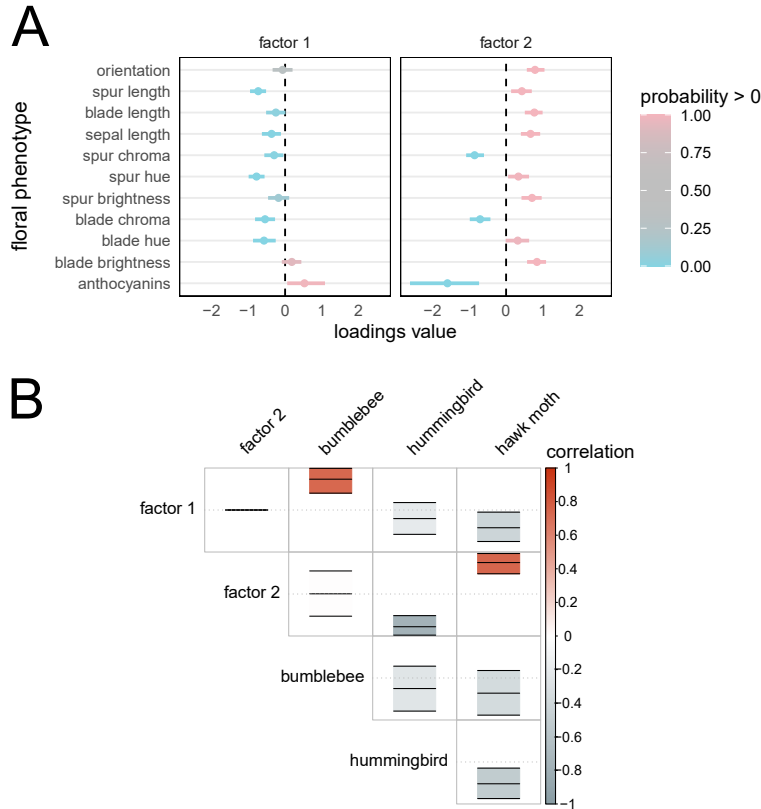 A
factor 1
factor 2
floral phenotype
orientation
spur length
blade length
sepal length
spur chroma
spur hue
spur brightness
blade chroma
blade hue
blade brightness
anthocyanins
−2 −1 0 1 2
−2 −1 0 1 2
loadings value
probability > 0
1.00
0.75
0.50
0.25
0.00
B
factor 2
bumblebee
hummingbird
hawk moth
factor 1
factor 2
bumblebee
hummingbird
correlation
1
0.8
0.6
0.4
0.2
0
−0.2
−0.4
−0.6
−0.8
−1